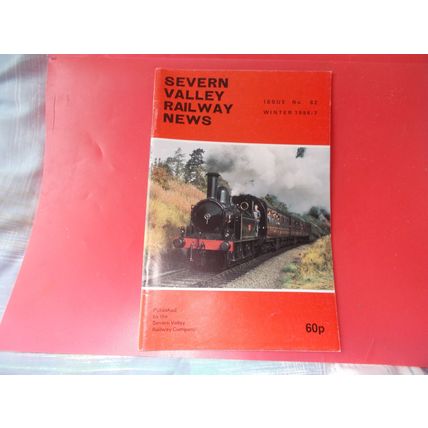 SEVERN
VALLEY
RAILWAY
NEWS
ISSUE No. 82
WINTER 1986/7
Published
by the
Severn Valley
Railway Company
60p